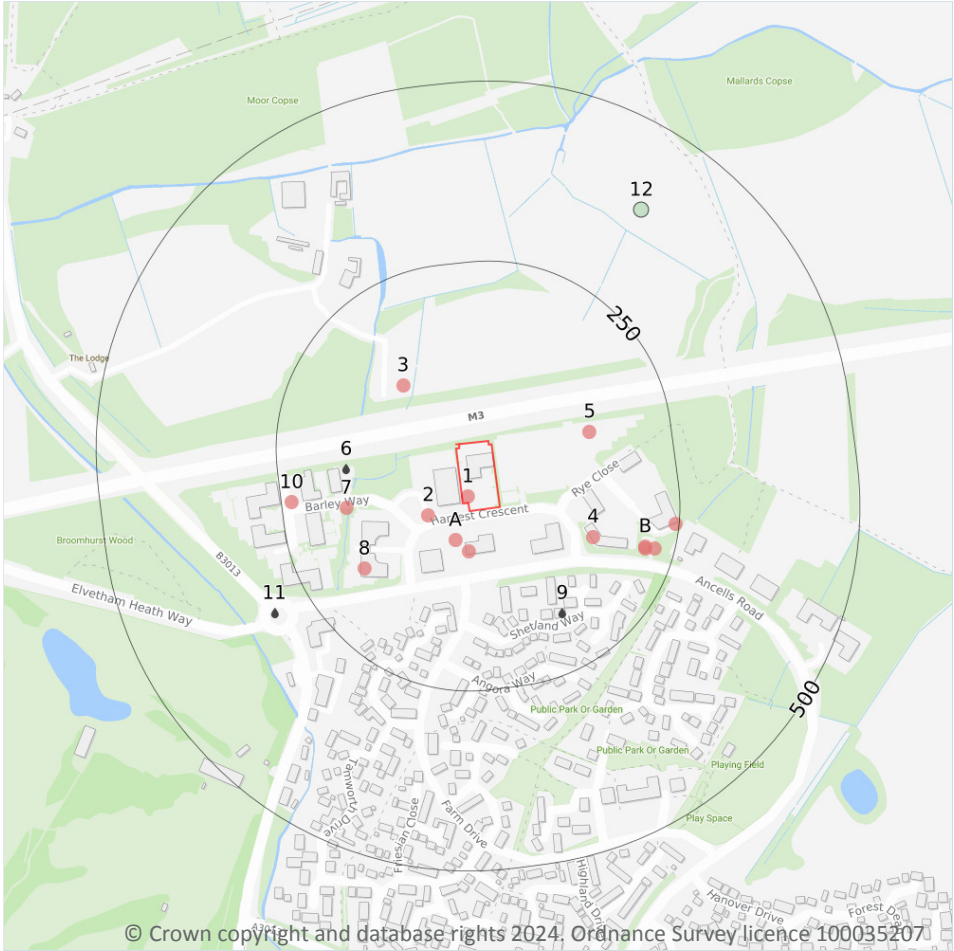 Mallards Copse
Moor Copse
12
250
The Lodge
3
M3
5
6
1
Rye Close
10
7
Barley Way
2
Harvest Crescent
A
4
B
Broomhurst Wood
B3013
8
Elvetham Heath Way
11
9
Ancells Road
Shetland Way
Angora Way
500
Public Park Or Garden
Public Park Or Garden
Playing Field
Tamworth Drive
Friesian Close
Farm Drive
Play Space
Highland Driv
Hanover Drive
Forest Dea
© Crown copyright and database rights 2024. Ordnance Survey licence 100035207